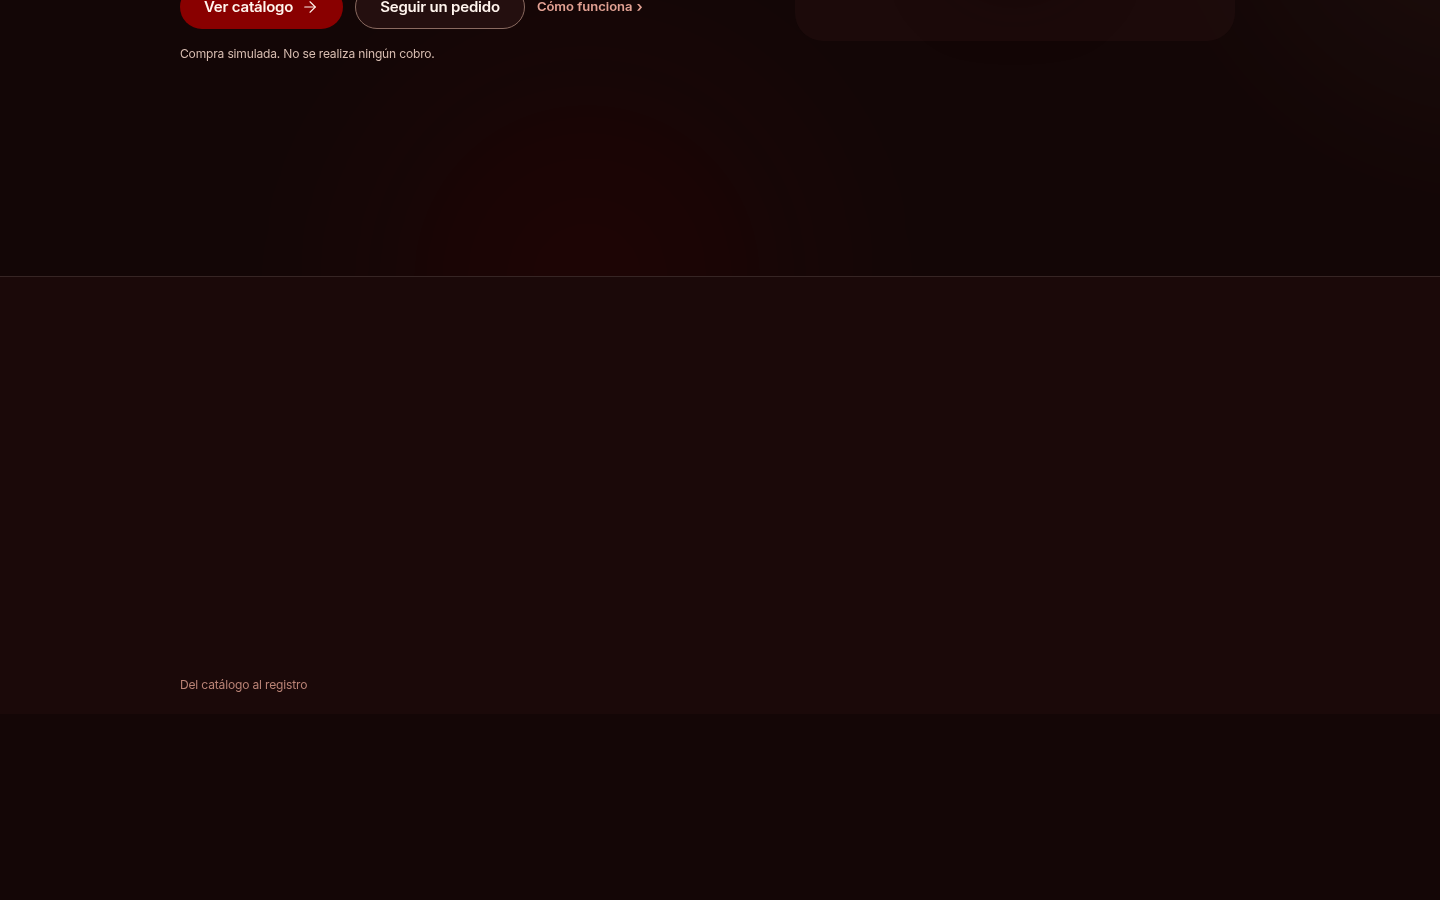 Ver catálogo
Seguir un pedido
Cómo funciona ›
Compra simulada. No se realiza ningún cobro.
Del catálogo al registro